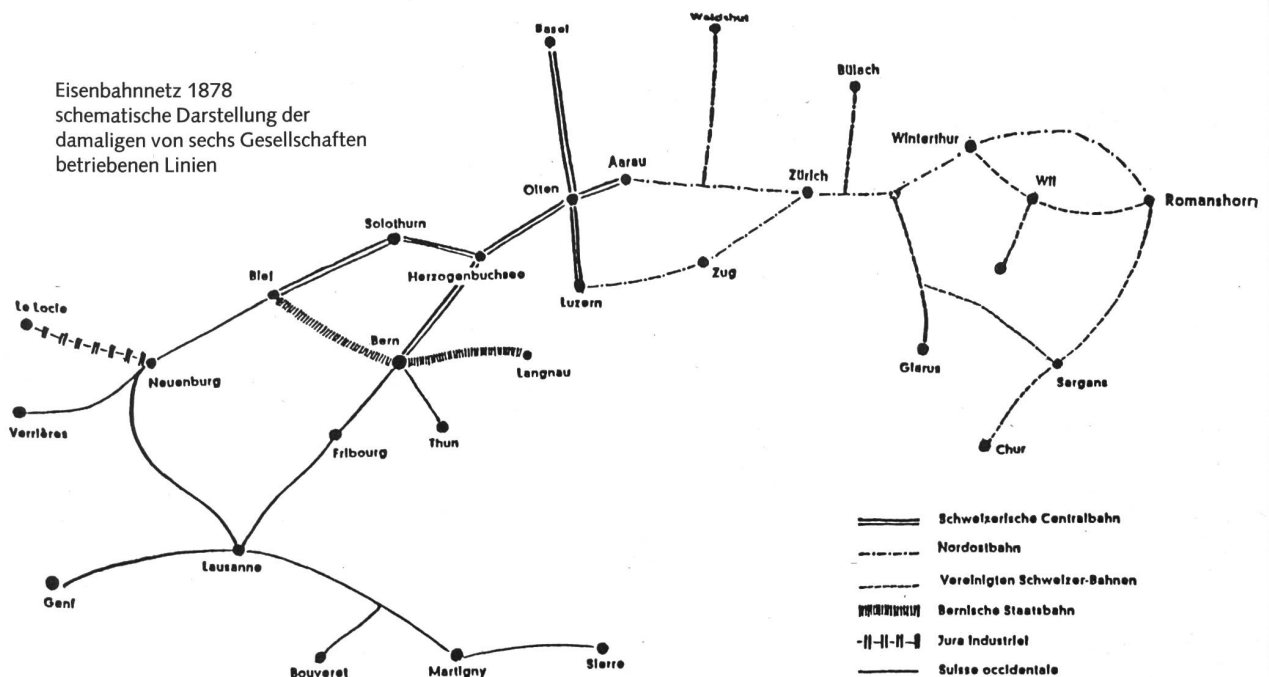 Eisenbahnnetz 1878
schematische Darstellung der
damaligen von sechs Gesellschaften
betriebenen Linien
Basel
Waldshut
Bülach
Winterthur
Aarau
Zürich
Wil
Olten
Romanshorn
Solothurn
Herzogenbuchsee
Zug
Biel
Luzern
Le Locle
Bern
Langnau
Glarus
Sargans
Neuenburg
Verrières
Thun
Fribourg
Chur
Lausanne
Genf
Bouveret
Martigny
Sierre
Schweizerische Centralbahn
Nordostbahn
Vereinigten Schweizer-Bahnen
Bernische Staatsbahn
Jura Industriel
Suisse occidentale